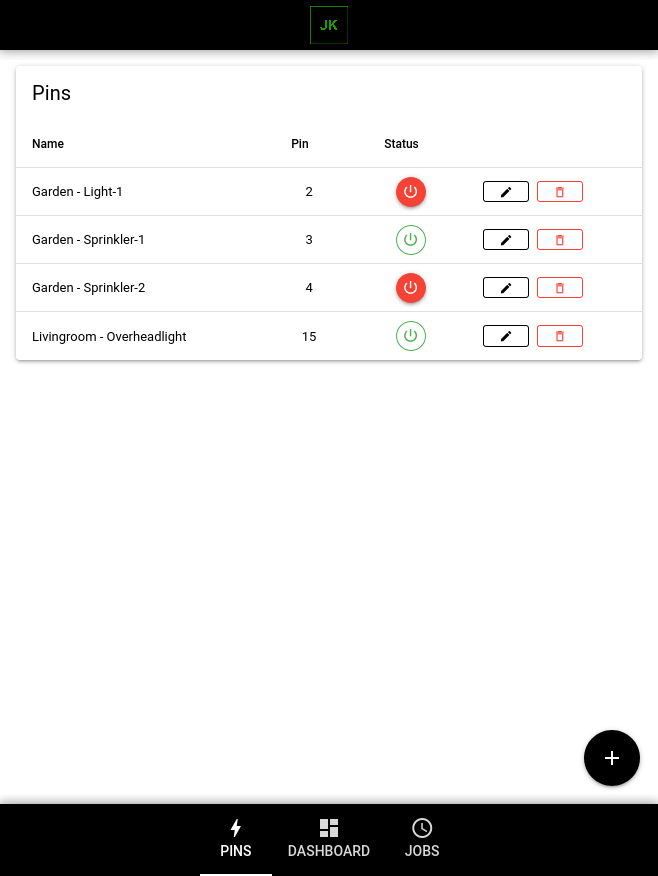 JK
Pins
Name Pin Status
Garden - Light-1 2
Garden - Sprinkler-1 3
Garden - Sprinkler-2 4
Livingroom - Overheadlight 15
PINS DASHBOARD JOBS